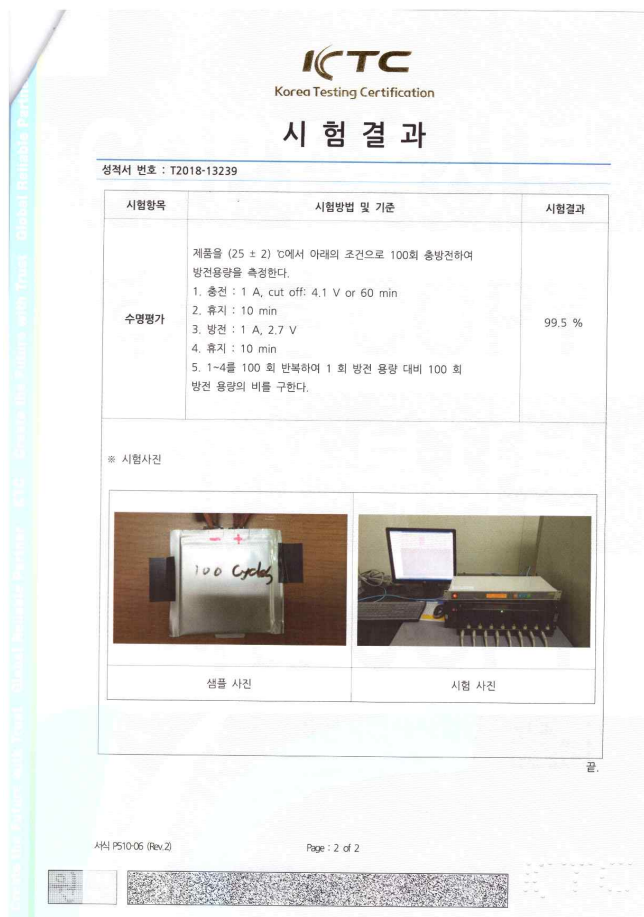 KTC
Korea Testing Certification
시 험 결 과
성적서 번호 : T2018-13239
시험항목
시험방법 및 기준
시험결과
수명평가
제품을 (25 ± 2) ℃에서 아래의 조건으로 100회 충방전하여
방전용량을 측정한다.
1. 충전 : 1 A, cut off: 4.1 V or 60 min
2. 휴지 : 10 min
3. 방전 : 1 A, 2.7 V
4. 휴지 : 10 min
5. 1~4를 100 회 반복하여 1 회 방전 용량 대비 100 회
방전 용량의 비를 구한다.
99.5 %
※ 시험사진
- +
100 Cycles
샘플 사진
시험 사진
끝.
서식 P510-06 (Rev.2)
Page : 2 of 2